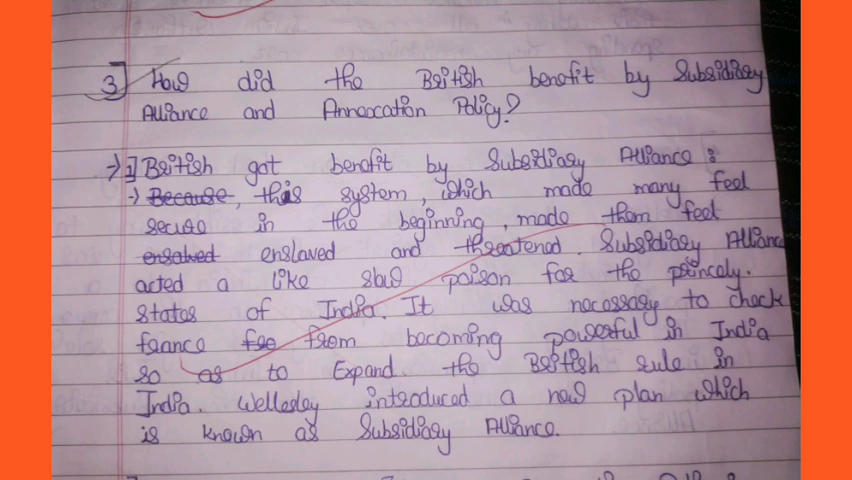 3] How did the British benefit by Subsidiary
Alliance and Annexcation Policy?
→ 1] British got benefit by Subsidiary Alliance :
→ Because, this system, which made many feel
secure in the beginning, made them feel
ensalved enslaved and threatened. Subsidiary Alliance
acted a like slow poison for the princely.
states of India. It was necessary to check
france fro from becoming powerful in India
so as to Expand the British rule in
India. Wellesley introduced a new plan which
is known as Subsidiary Alliance.